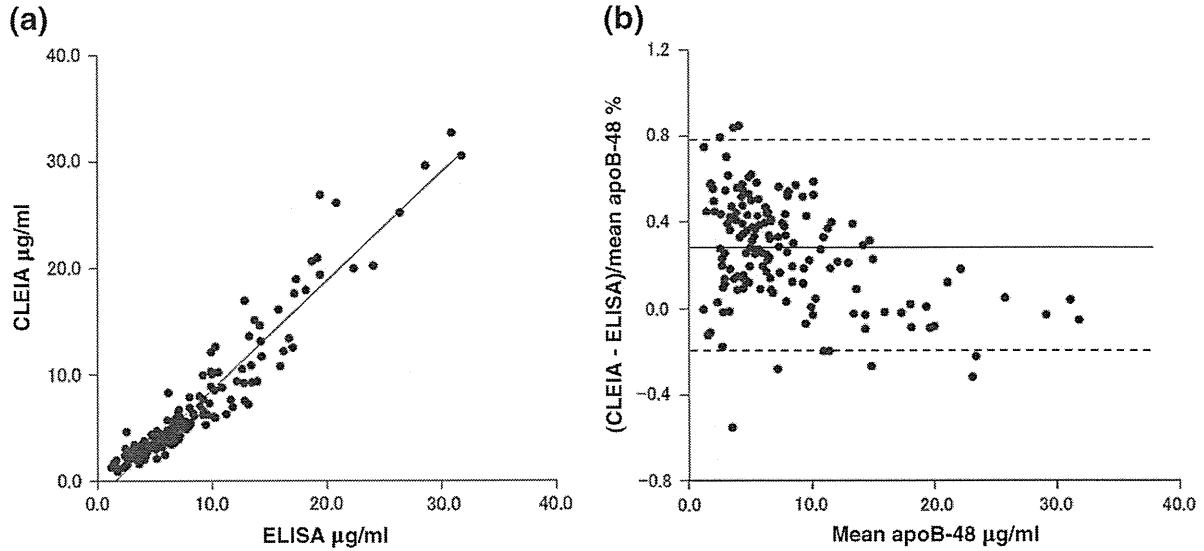 (a)
40.0
30.0
20.0
10.0
0.0
CLEIA μg/ml
0.0 10.0 20.0 30.0 40.0
ELISA μg/ml
(b)
1.2
0.8
0.4
0.0
−0.4
−0.8
(CLEIA - ELISA)/mean apoB-48 %
0.0 10.0 20.0 30.0 40.0
Mean apoB-48 μg/ml